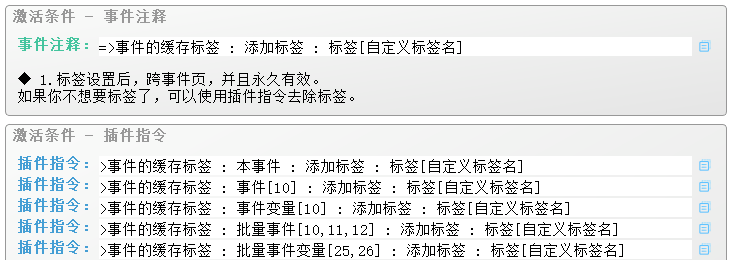 激活条件 - 事件注释
事件注释：=>事件的缓存标签 : 添加标签 : 标签[自定义标签名]
◆ 1.标签设置后，跨事件页，并且永久有效。
如果你不想要标签了，可以使用插件指令去除标签。
激活条件 - 插件指令
插件指令：>事件的缓存标签 : 本事件 : 添加标签 : 标签[自定义标签名]
插件指令：>事件的缓存标签 : 事件[10] : 添加标签 : 标签[自定义标签名]
插件指令：>事件的缓存标签 : 事件变量[10] : 添加标签 : 标签[自定义标签名]
插件指令：>事件的缓存标签 : 批量事件[10,11,12] : 添加标签 : 标签[自定义标签名]
插件指令：>事件的缓存标签 : 批量事件变量[25,26] : 添加标签 : 标签[自定义标签名]